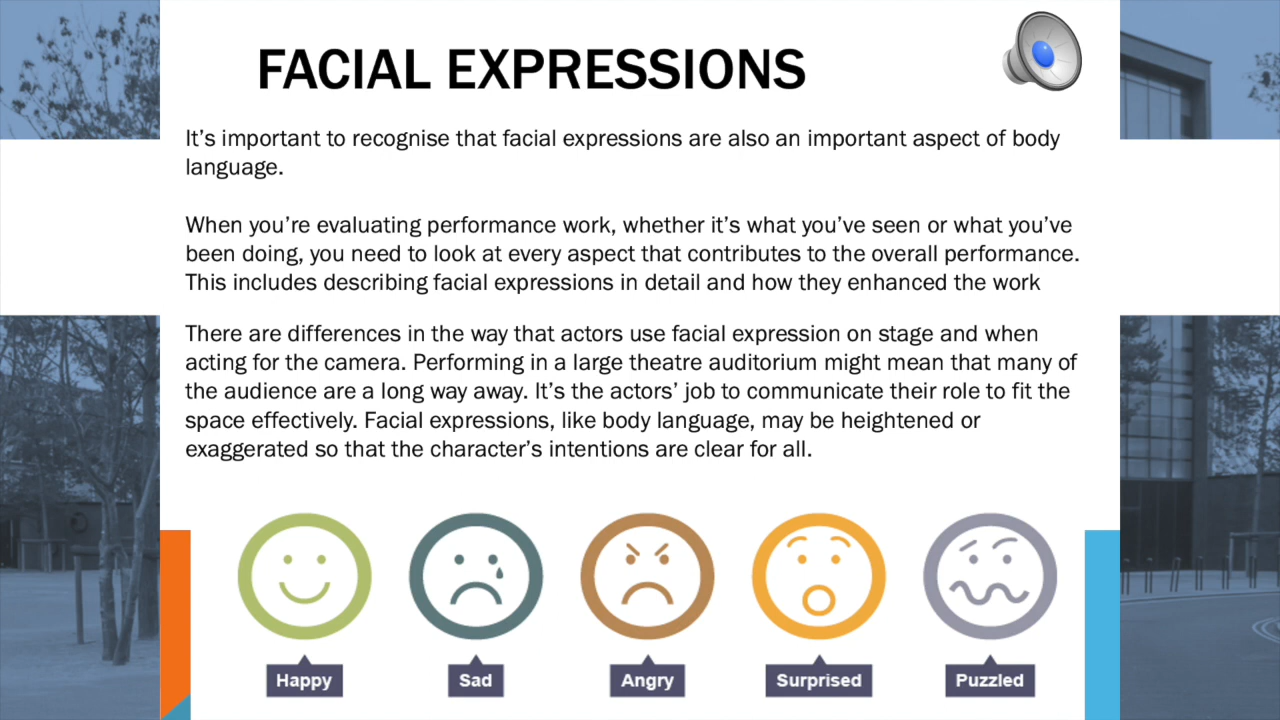 FACIAL EXPRESSIONS
It’s important to recognise that facial expressions are also an important aspect of body
language.
When you’re evaluating performance work, whether it’s what you’ve seen or what you’ve
been doing, you need to look at every aspect that contributes to the overall performance.
This includes describing facial expressions in detail and how they enhanced the work
There are differences in the way that actors use facial expression on stage and when
acting for the camera. Performing in a large theatre auditorium might mean that many of
the audience are a long way away. It’s the actors’ job to communicate their role to fit the
space effectively. Facial expressions, like body language, may be heightened or
exaggerated so that the character’s intentions are clear for all.
Happy
Sad
Angry
Surprised
Puzzled